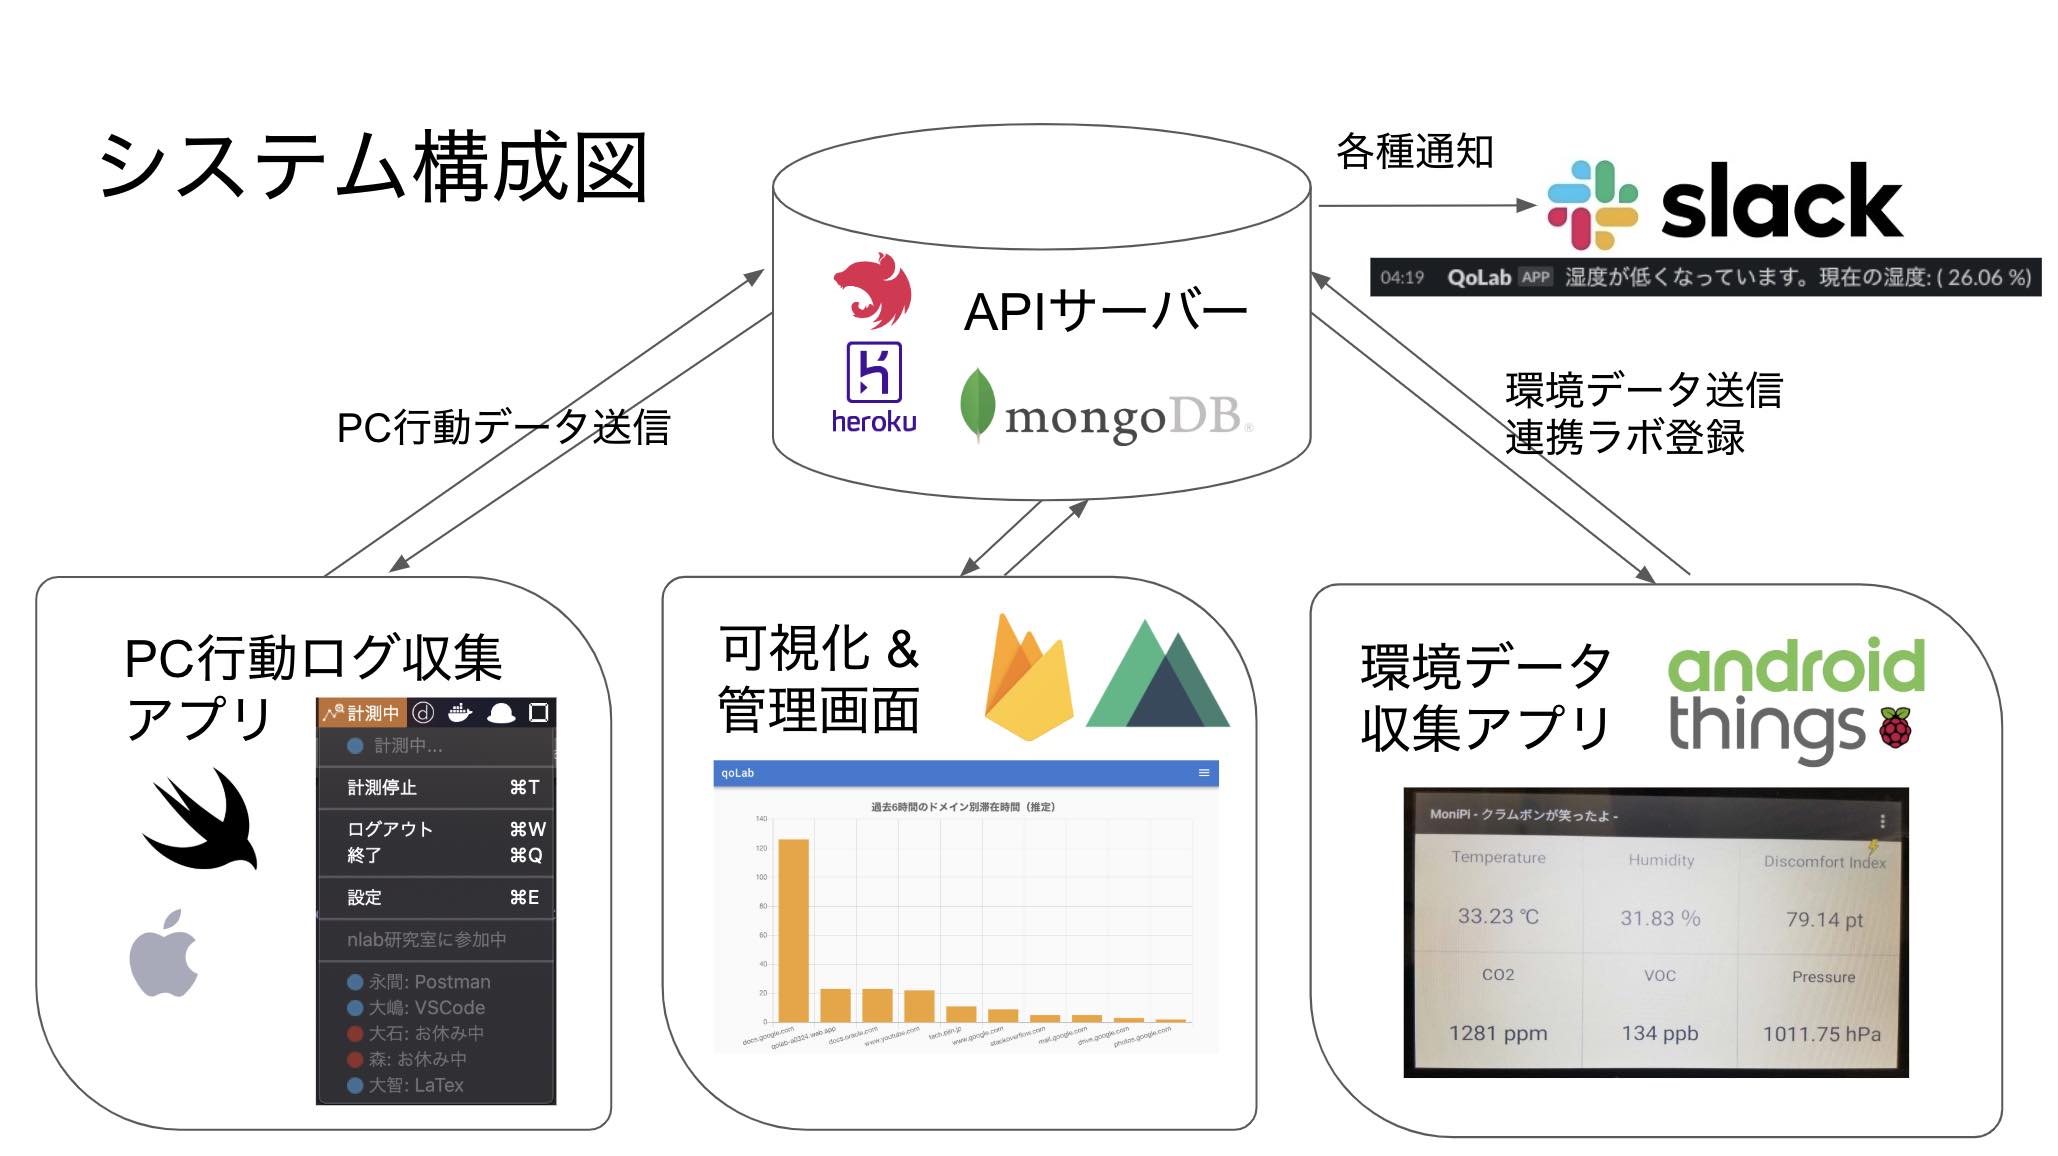 システム構成図
各種通知
slack
04:19 QoLab APP 湿度が低くなっています。現在の湿度: ( 26.06 %)
APIサーバー
heroku
mongoDB®
PC行動データ送信
環境データ送信
連携ラボ登録
PC行動ログ収集
アプリ
計測中
計測中...
計測停止 ⌘T
ログアウト ⌘W
終了 ⌘Q
設定 ⌘E
nlab研究室に参加中
永間: Postman
大嶋: VSCode
大石: お休み中
森: お休み中
大智: LaTex
可視化 &
管理画面
qoLab
過去6時間のドメイン別滞在時間（推定）
140
120
100
80
60
40
20
0
docs.google.com
qolab-a0324.web.app
docs.oracle.com
www.youtube.com
www.google.com
stackoverflow.com
mail.google.com
drive.google.com
photos.google.com
環境データ
収集アプリ
android
things
MoniPi - クラムボンが笑ったよ -
Temperature Humidity Discomfort Index
33.23 ℃ 31.83 % 79.14 pt
CO2 VOC Pressure
1281 ppm 134 ppb 1011.75 hPa